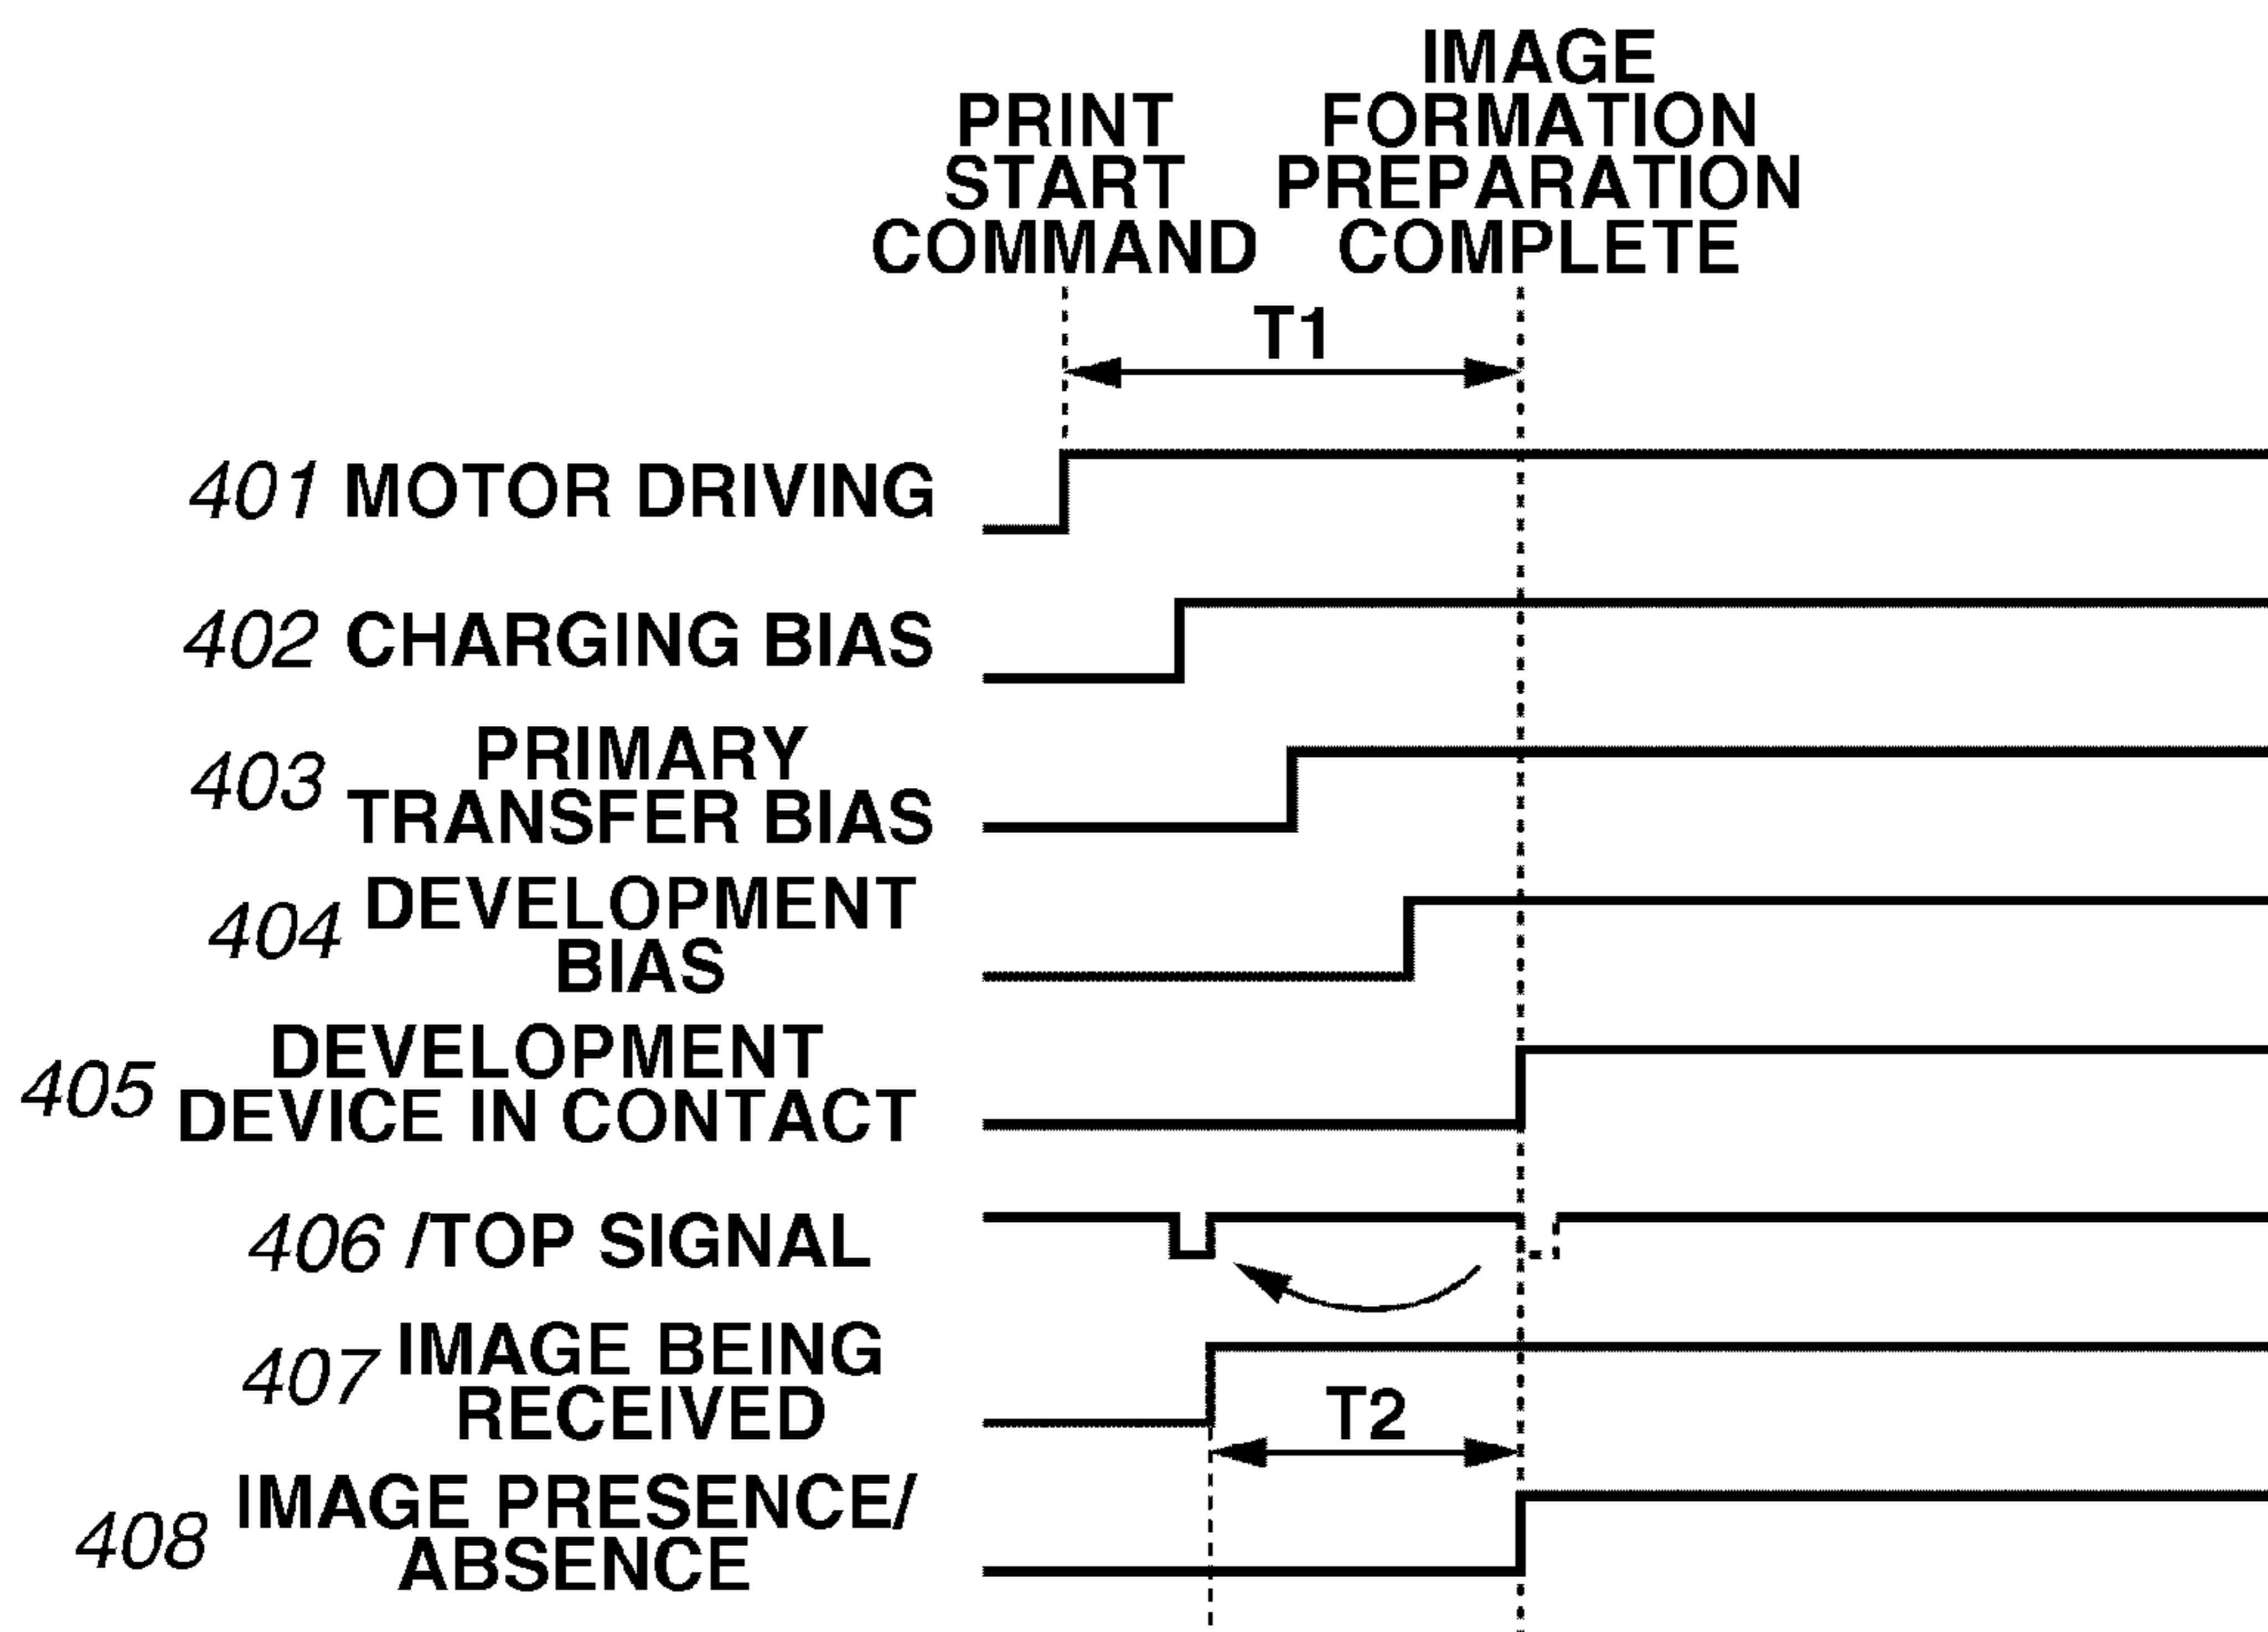 PRINT
START
COMMAND
IMAGE
FORMATION
PREPARATION
COMPLETE
T1
401 MOTOR DRIVING
402 CHARGING BIAS
403 PRIMARY
TRANSFER BIAS
404 DEVELOPMENT
BIAS
405 DEVELOPMENT
DEVICE IN CONTACT
406 /TOP SIGNAL
407 IMAGE BEING
RECEIVED
T2
408 IMAGE PRESENCE/
ABSENCE